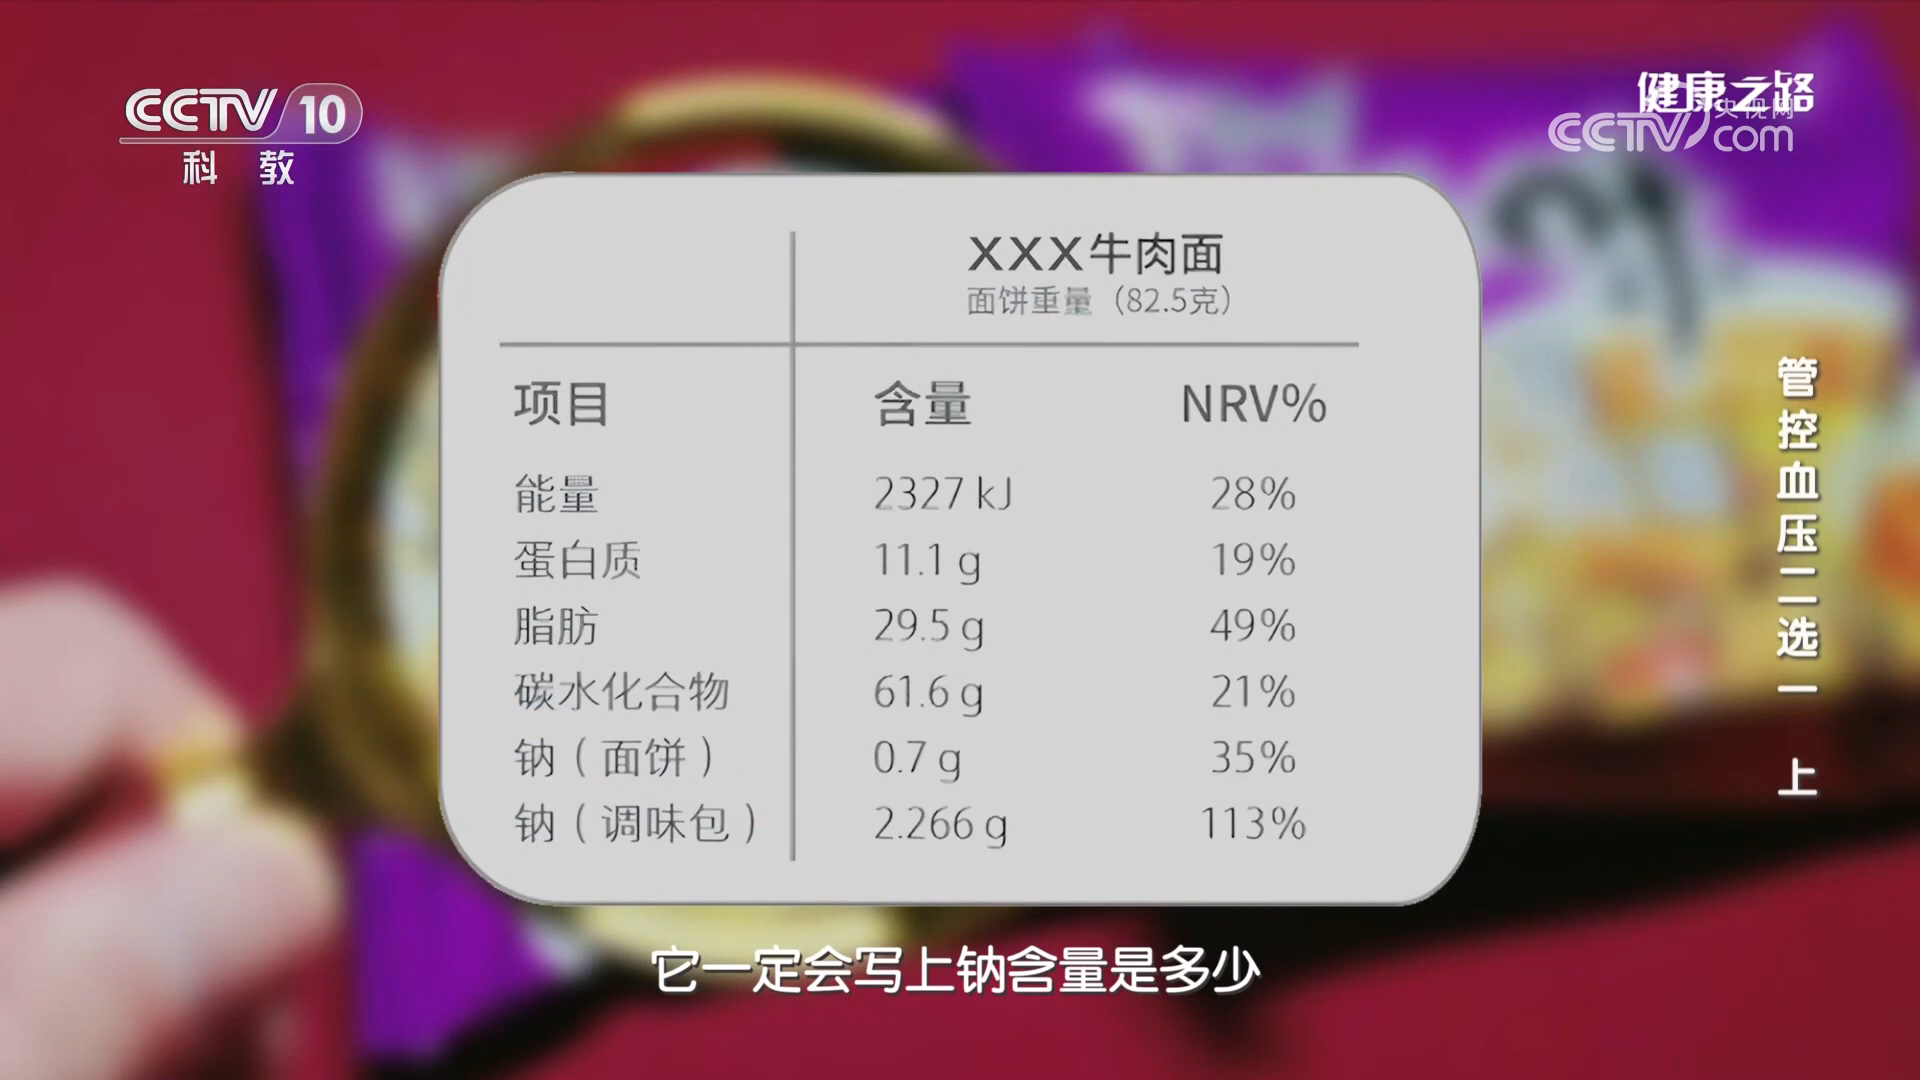 CCTV 10
科教
健康之路
央视网
CCTV.com
XXX牛肉面
面饼重量（82.5克）
项目 含量 NRV%
能量 2327 kJ 28%
蛋白质 11.1 g 19%
脂肪 29.5 g 49%
碳水化合物 61.6 g 21%
钠（面饼） 0.7 g 35%
钠（调味包） 2.266 g 113%
管控血压二选一 上
它一定会写上钠含量是多少